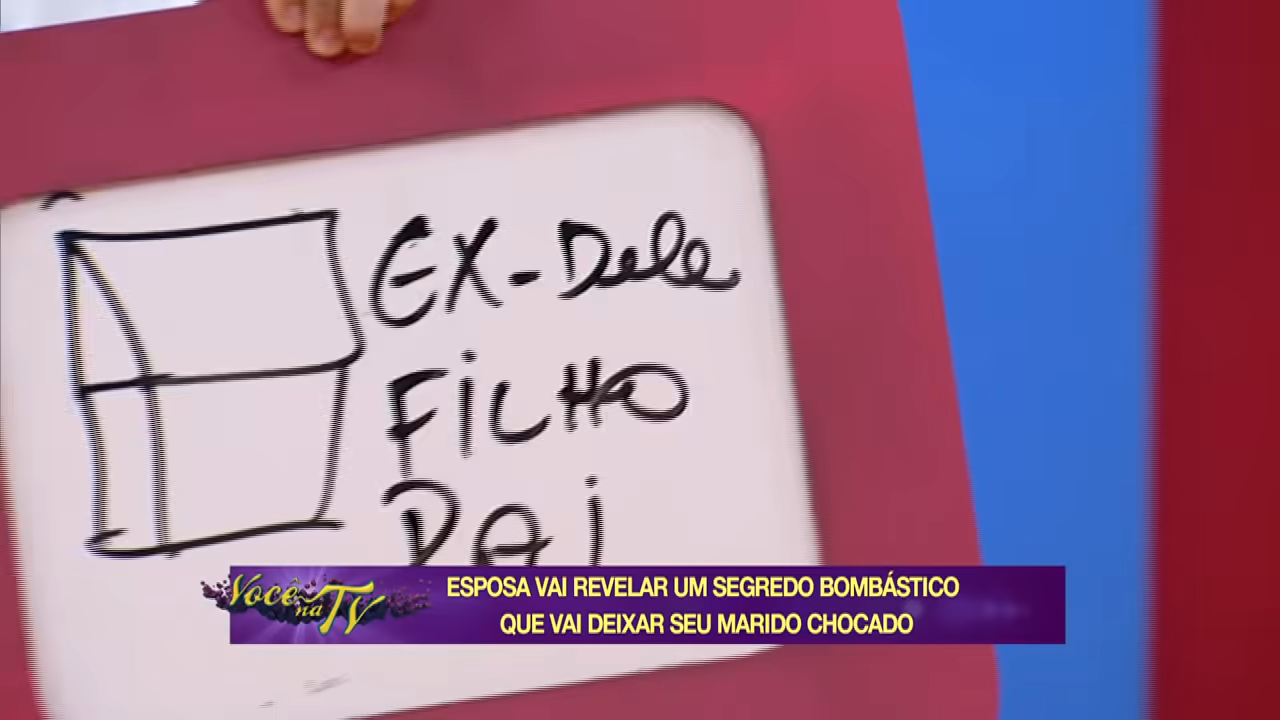 EX-Dele
FILHO
PAi
Você na TV
ESPOSA VAI REVELAR UM SEGREDO BOMBÁSTICO
QUE VAI DEIXAR SEU MARIDO CHOCADO